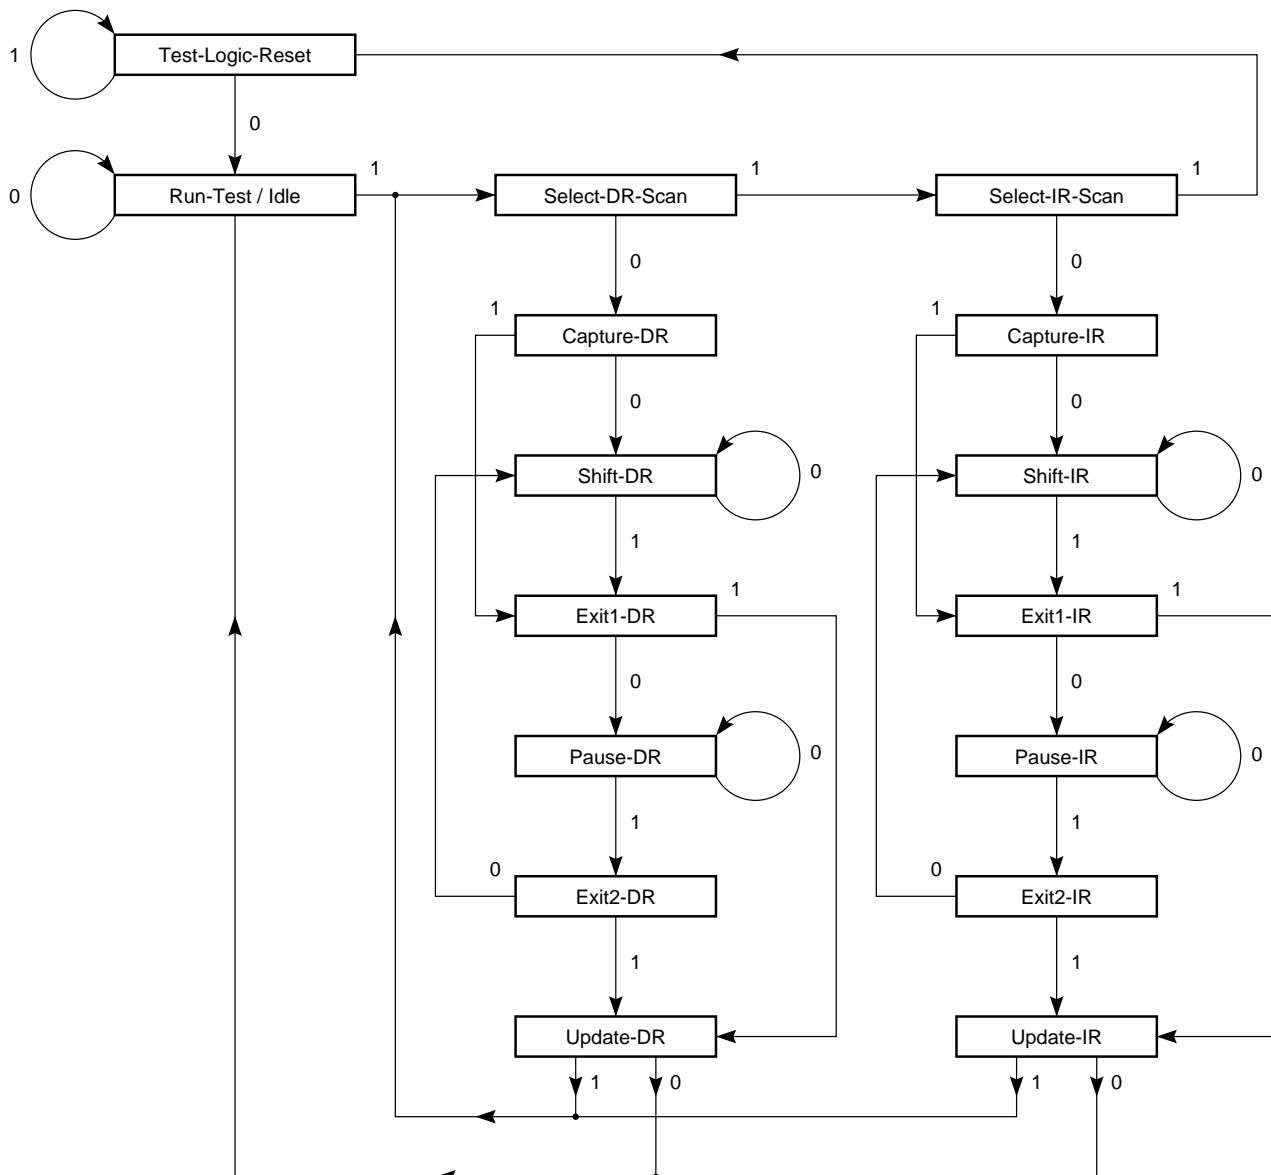 1
Test-Logic-Reset
0
0
Run-Test / Idle
1
Select-DR-Scan
1
Select-IR-Scan
1
0
0
1
Capture-DR
1
Capture-IR
0
0
Shift-DR
0
Shift-IR
0
1
1
Exit1-DR
1
Exit1-IR
1
0
0
Pause-DR
0
Pause-IR
0
1
1
0
Exit2-DR
0
Exit2-IR
1
1
Update-DR
Update-IR
1
0
1
0